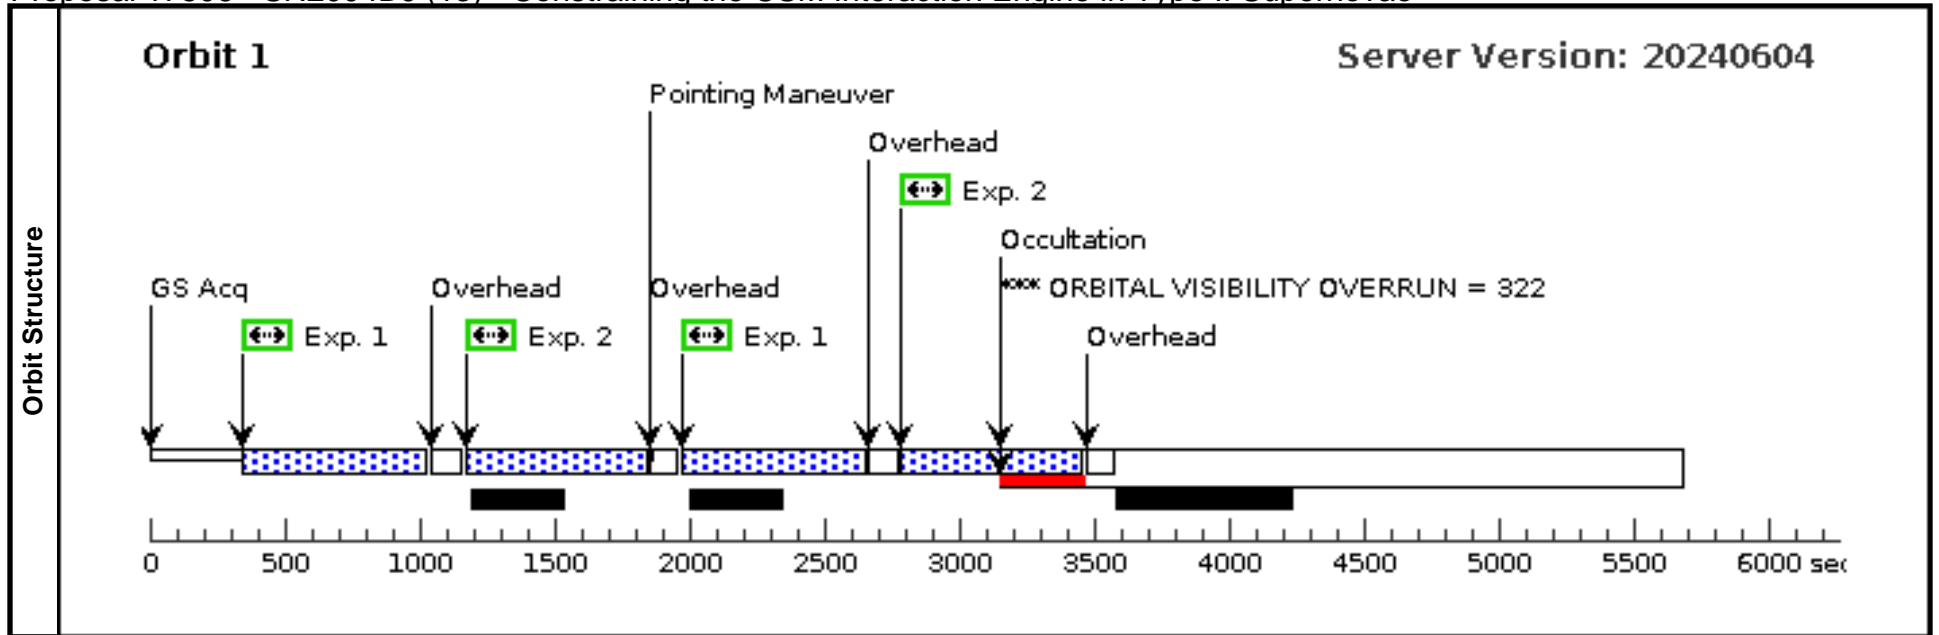 Orbit Structure
Orbit 1
Server Version: 20240604
Pointing Maneuver
Overhead
Exp. 2
Occultation
GS Acq
Overhead
Overhead
*** ORBITAL VISIBILITY OVERRUN = 322
Exp. 1
Exp. 2
Exp. 1
Overhead
0 500 1000 1500 2000 2500 3000 3500 4000 4500 5000 5500 6000